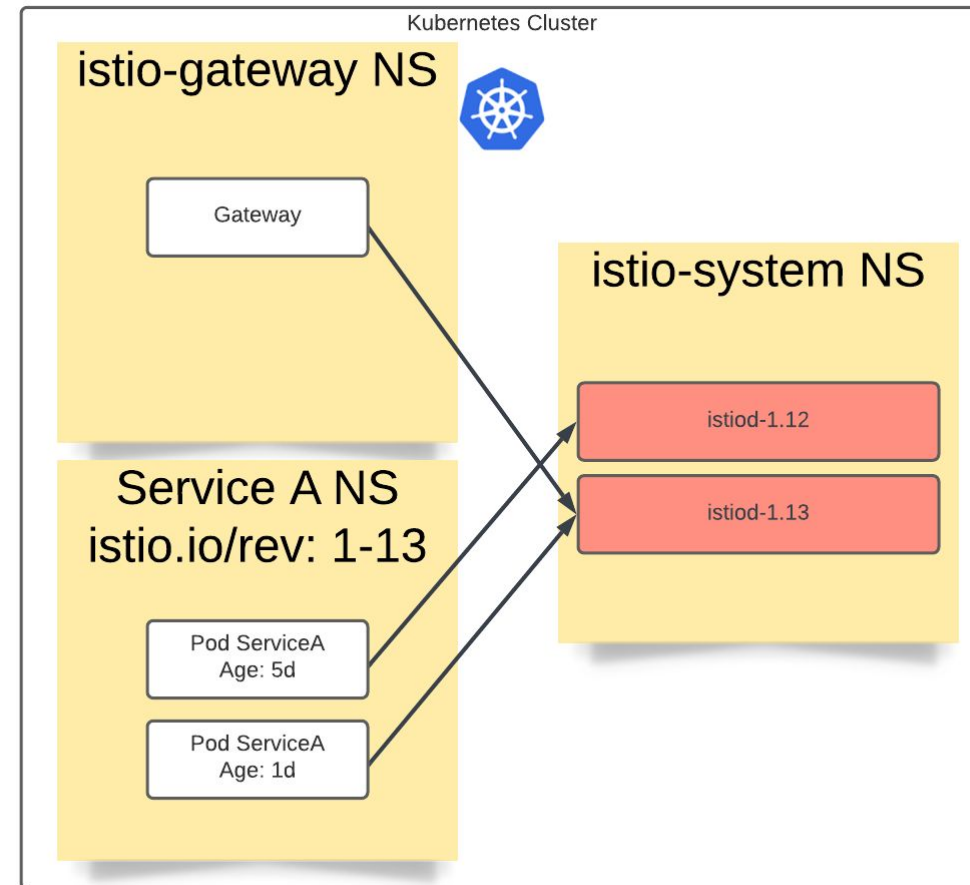 Kubernetes Cluster
istio-gateway NS
Gateway
istio-system NS
istiod-1.12
istiod-1.13
Service A NS
istio.io/rev: 1-13
Pod ServiceA
Age: 5d
Pod ServiceA
Age: 1d